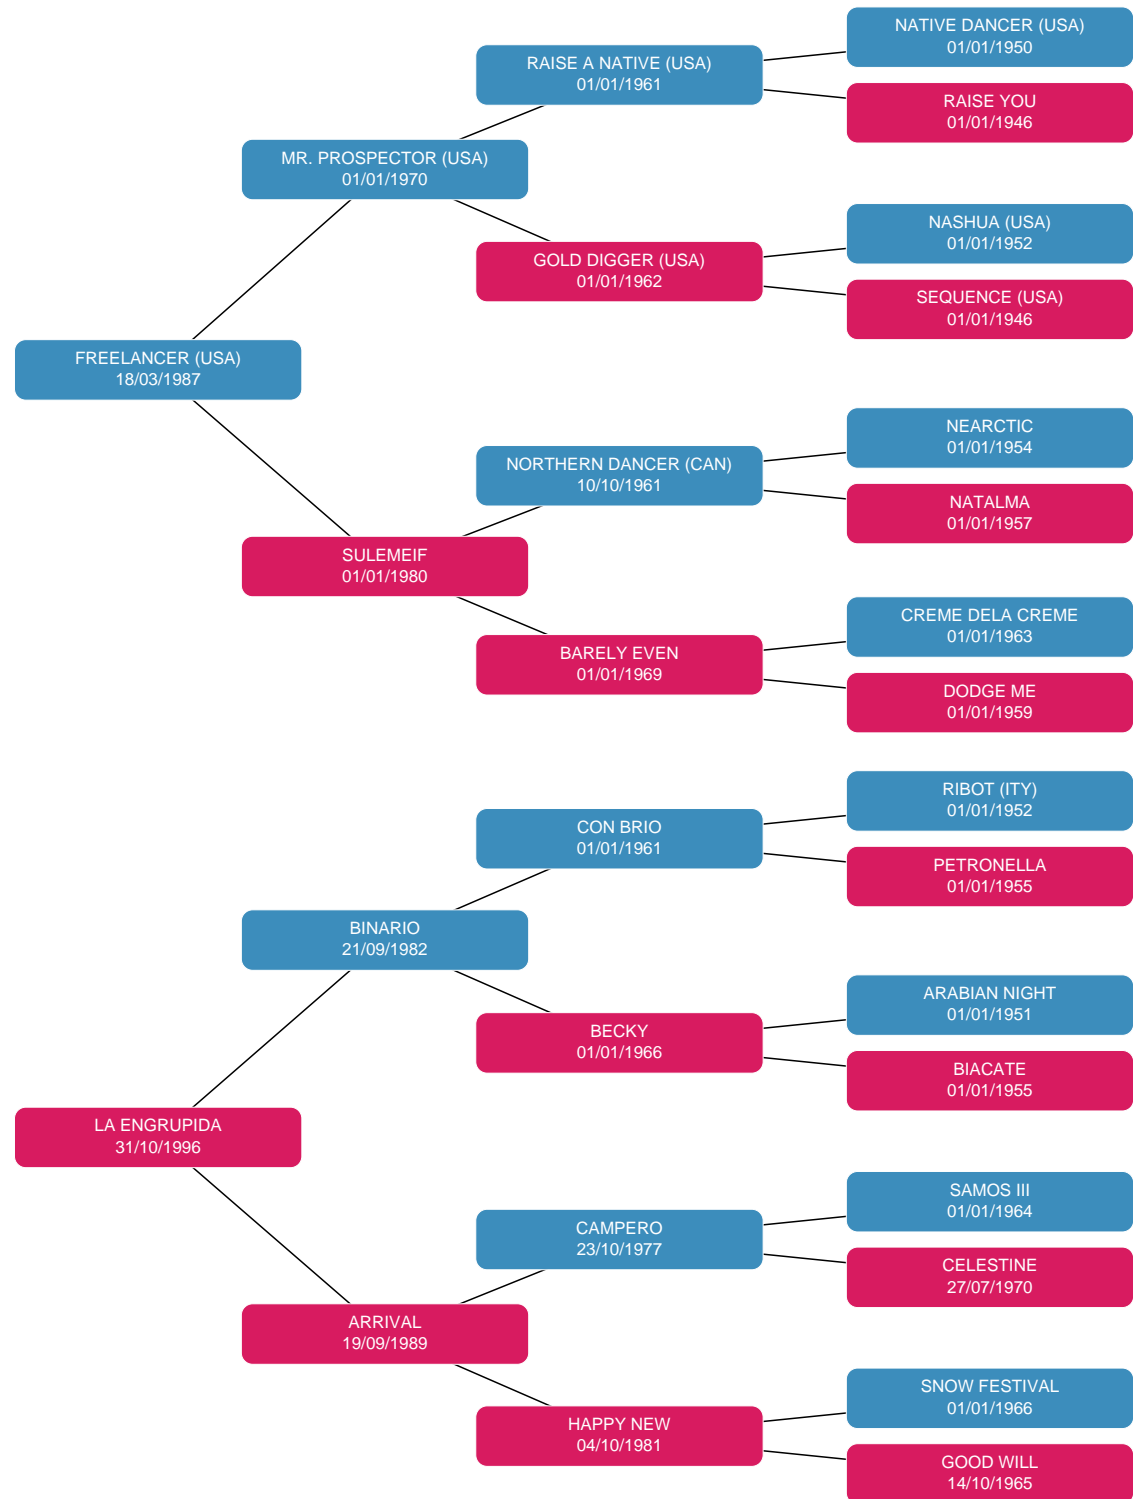 NATIVE DANCER (USA)
01/01/1950
RAISE A NATIVE (USA)
01/01/1961
RAISE YOU
01/01/1946
MR. PROSPECTOR (USA)
01/01/1970
NASHUA (USA)
01/01/1952
GOLD DIGGER (USA)
01/01/1962
SEQUENCE (USA)
01/01/1946
FREELANCER (USA)
18/03/1987
NEARCTIC
01/01/1954
NORTHERN DANCER (CAN)
10/10/1961
NATALMA
01/01/1957
SULEMEIF
01/01/1980
CREME DELA CREME
01/01/1963
BARELY EVEN
01/01/1969
DODGE ME
01/01/1959
RIBOT (ITY)
01/01/1952
CON BRIO
01/01/1961
PETRONELLA
01/01/1955
BINARIO
21/09/1982
ARABIAN NIGHT
01/01/1951
BECKY
01/01/1966
BIACATE
01/01/1955
LA ENGRUPIDA
31/10/1996
SAMOS III
01/01/1964
CAMPERO
23/10/1977
CELESTINE
27/07/1970
ARRIVAL
19/09/1989
SNOW FESTIVAL
01/01/1966
HAPPY NEW
04/10/1981
GOOD WILL
14/10/1965